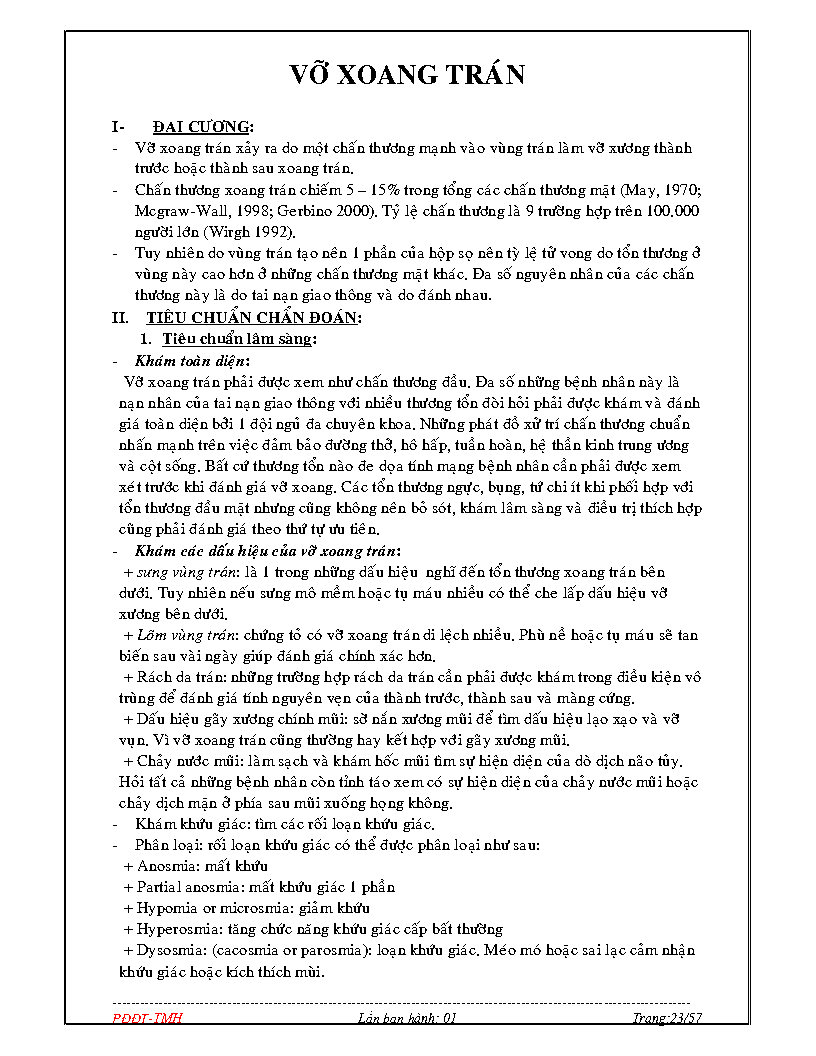 VỠ XOANG TRÁN
I- ĐẠI CƯƠNG:
- Vỡ xoang trán xảy ra do một chấn thương mạnh vào vùng trán làm vỡ xương thành
trước hoặc thành sau xoang trán.
- Chấn thương xoang trán chiếm 5 – 15% trong tổng các chấn thương mặt (May, 1970;
Mcgraw-Wall, 1998; Gerbino 2000). Tỷ lệ chấn thương là 9 trường hợp trên 100.000
người lớn (Wirgh 1992).
- Tuy nhiên do vùng trán tạo nên 1 phần của hộp sọ nên tỷ lệ tử vong do tổn thương ở
vùng này cao hơn ở những chấn thương mặt khác. Đa số nguyên nhân của các chấn
thương này là do tai nạn giao thông và do đánh nhau.
II. TIÊU CHUẨN CHẨN ĐOÁN:
1. Tiêu chuẩn lâm sàng:
- Khám toàn diện:
Vỡ xoang trán phải được xem như chấn thương đầu. Đa số những bệnh nhân này là
nạn nhân của tai nạn giao thông với nhiều thương tổn đòi hỏi phải được khám và đánh
giá toàn diện bởi 1 đội ngủ đa chuyên khoa. Những phát đồ xử trí chấn thương chuẩn
nhấn mạnh trên việc đảm bảo đường thở, hô hấp, tuần hoàn, hệ thần kinh trung ương
và cột sống. Bất cứ thương tổn nào đe dọa tính mạng bệnh nhân cần phải được xem
xét trước khi đánh giá vỡ xoang. Các tổn thương ngực, bụng, tứ chi ít khi phối hợp với
tổn thương đầu mặt nhưng cũng không nên bỏ sót, khám lâm sàng và điều trị thích hợp
cũng phải đánh giá theo thứ tự ưu tiên.
- Khám các dấu hiệu của vỡ xoang trán:
+ sưng vùng trán: là 1 trong những dấu hiệu nghĩ đến tổn thương xoang trán bên
dưới. Tuy nhiên nếu sưng mô mềm hoặc tụ máu nhiều có thể che lấp dấu hiệu vỡ
xương bên dưới.
+ Lõm vùng trán: chứng tỏ có vỡ xoang trán di lệch nhiều. Phù nề hoặc tụ máu sẽ tan
biến sau vài ngày giúp đánh giá chính xác hơn.
+ Rách da trán: những trường hợp rách da trán cần phải được khám trong điều kiện vô
trùng để đánh giá tính nguyên vẹn của thành trước, thành sau và màng cứng.
+ Dấu hiệu gãy xương chính mũi: sờ nắn xương mũi để tìm dấu hiệu lạo xạo và vỡ
vụn. Vì vỡ xoang trán cũng thường hay kết hợp với gãy xương mũi.
+ Chảy nước mũi: làm sạch và khám hốc mũi tìm sự hiện diện của dò dịch não tủy.
Hỏi tất cả những bệnh nhân còn tỉnh táo xem có sự hiện diện của chảy nước mũi hoặc
chảy dịch mặn ở phía sau mũi xuống họng không.
- Khám khứu giác: tìm các rối loạn khứu giác.
- Phân loại: rối loạn khứu giác có thể được phân loại như sau:
+ Anosmia: mất khứu
+ Partial anosmia: mất khứu giác 1 phần
+ Hypomia or microsmia: giảm khứu
+ Hyperosmia: tăng chức năng khứu giác cấp bất thường
+ Dysosmia: (cacosmia or parosmia): loạn khứu giác. Méo mó hoặc sai lạc cảm nhận
khứu giác hoặc kích thích mùi.
PĐĐT-TMH Lần ban hành: 01 Trang:23/57